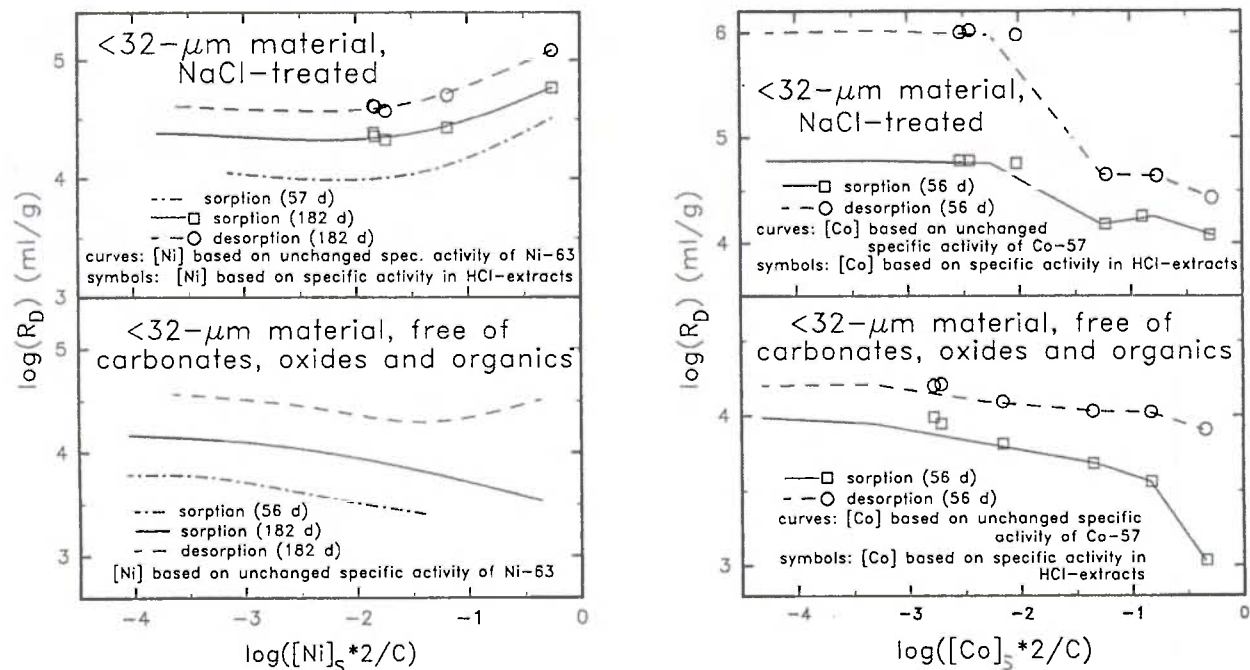 <32-μm material,
NaCl-treated
sorption (57 d)
sorption (182 d)
desorption (182 d)
curves: [Ni] based on unchanged spec. activity of Ni-63
symbols: [Ni] based on specific activity in HCl-extracts
5
4
3
log(R_D) (ml/g)
<32-μm material, free of
carbonates, oxides and organics
sorption (56 d)
sorption (182 d)
desorption (182 d)
[Ni] based on unchanged specific activity of Ni-63
5
4
3
-4 -3 -2 -1 0
log([Ni]_S*2/C)
6
5
4
<32-μm material,
NaCl-treated
sorption (56 d)
desorption (56 d)
curves: [Co] based on unchanged
specific activity of Co-57
symbols: [Co] based on specific activity in HCl-extracts
log(R_D) (ml/g)
<32-μm material, free of
carbonates, oxides and organics
4
3
sorption (56 d)
desorption (56 d)
curves: [Co] based on unchanged specific
activity of Co-57
symbols: [Co] based on specific activity in
HCl-extracts
-4 -3 -2 -1 0
log([Co]_S*2/C)